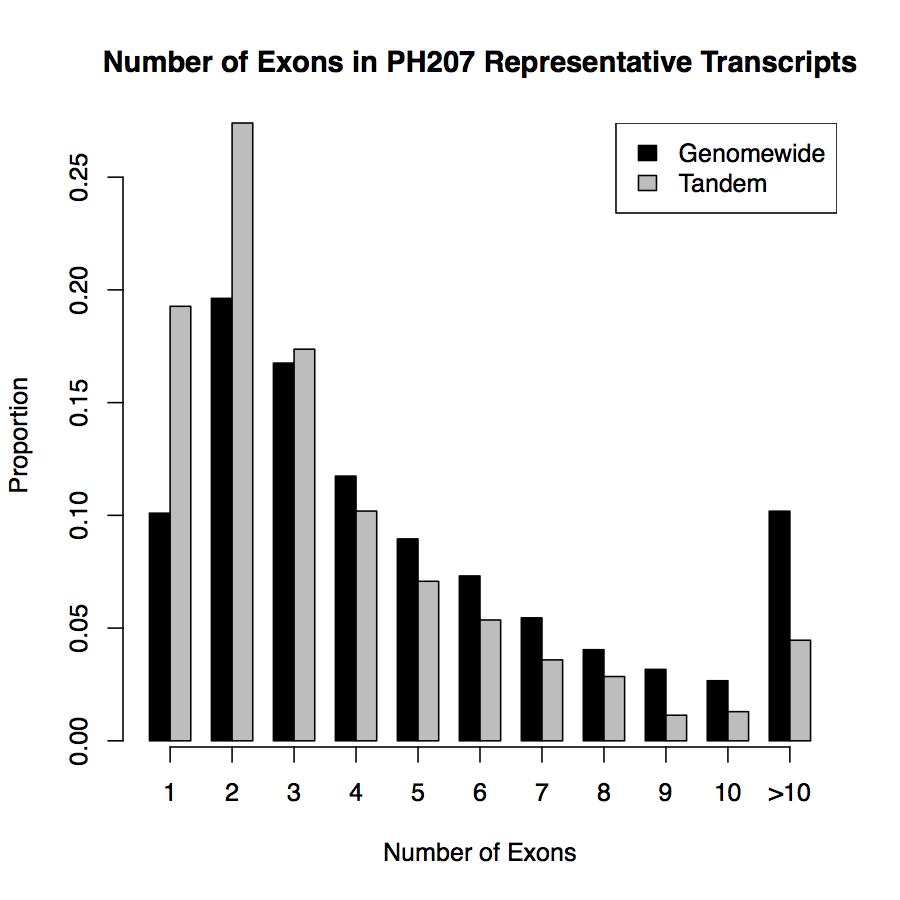 Number of Exons in PH207 Representative Transcripts
Genomewide
Tandem
Proportion
0.25
0.20
0.15
0.10
0.05
0.00
1 2 3 4 5 6 7 8 9 10 >10
Number of Exons